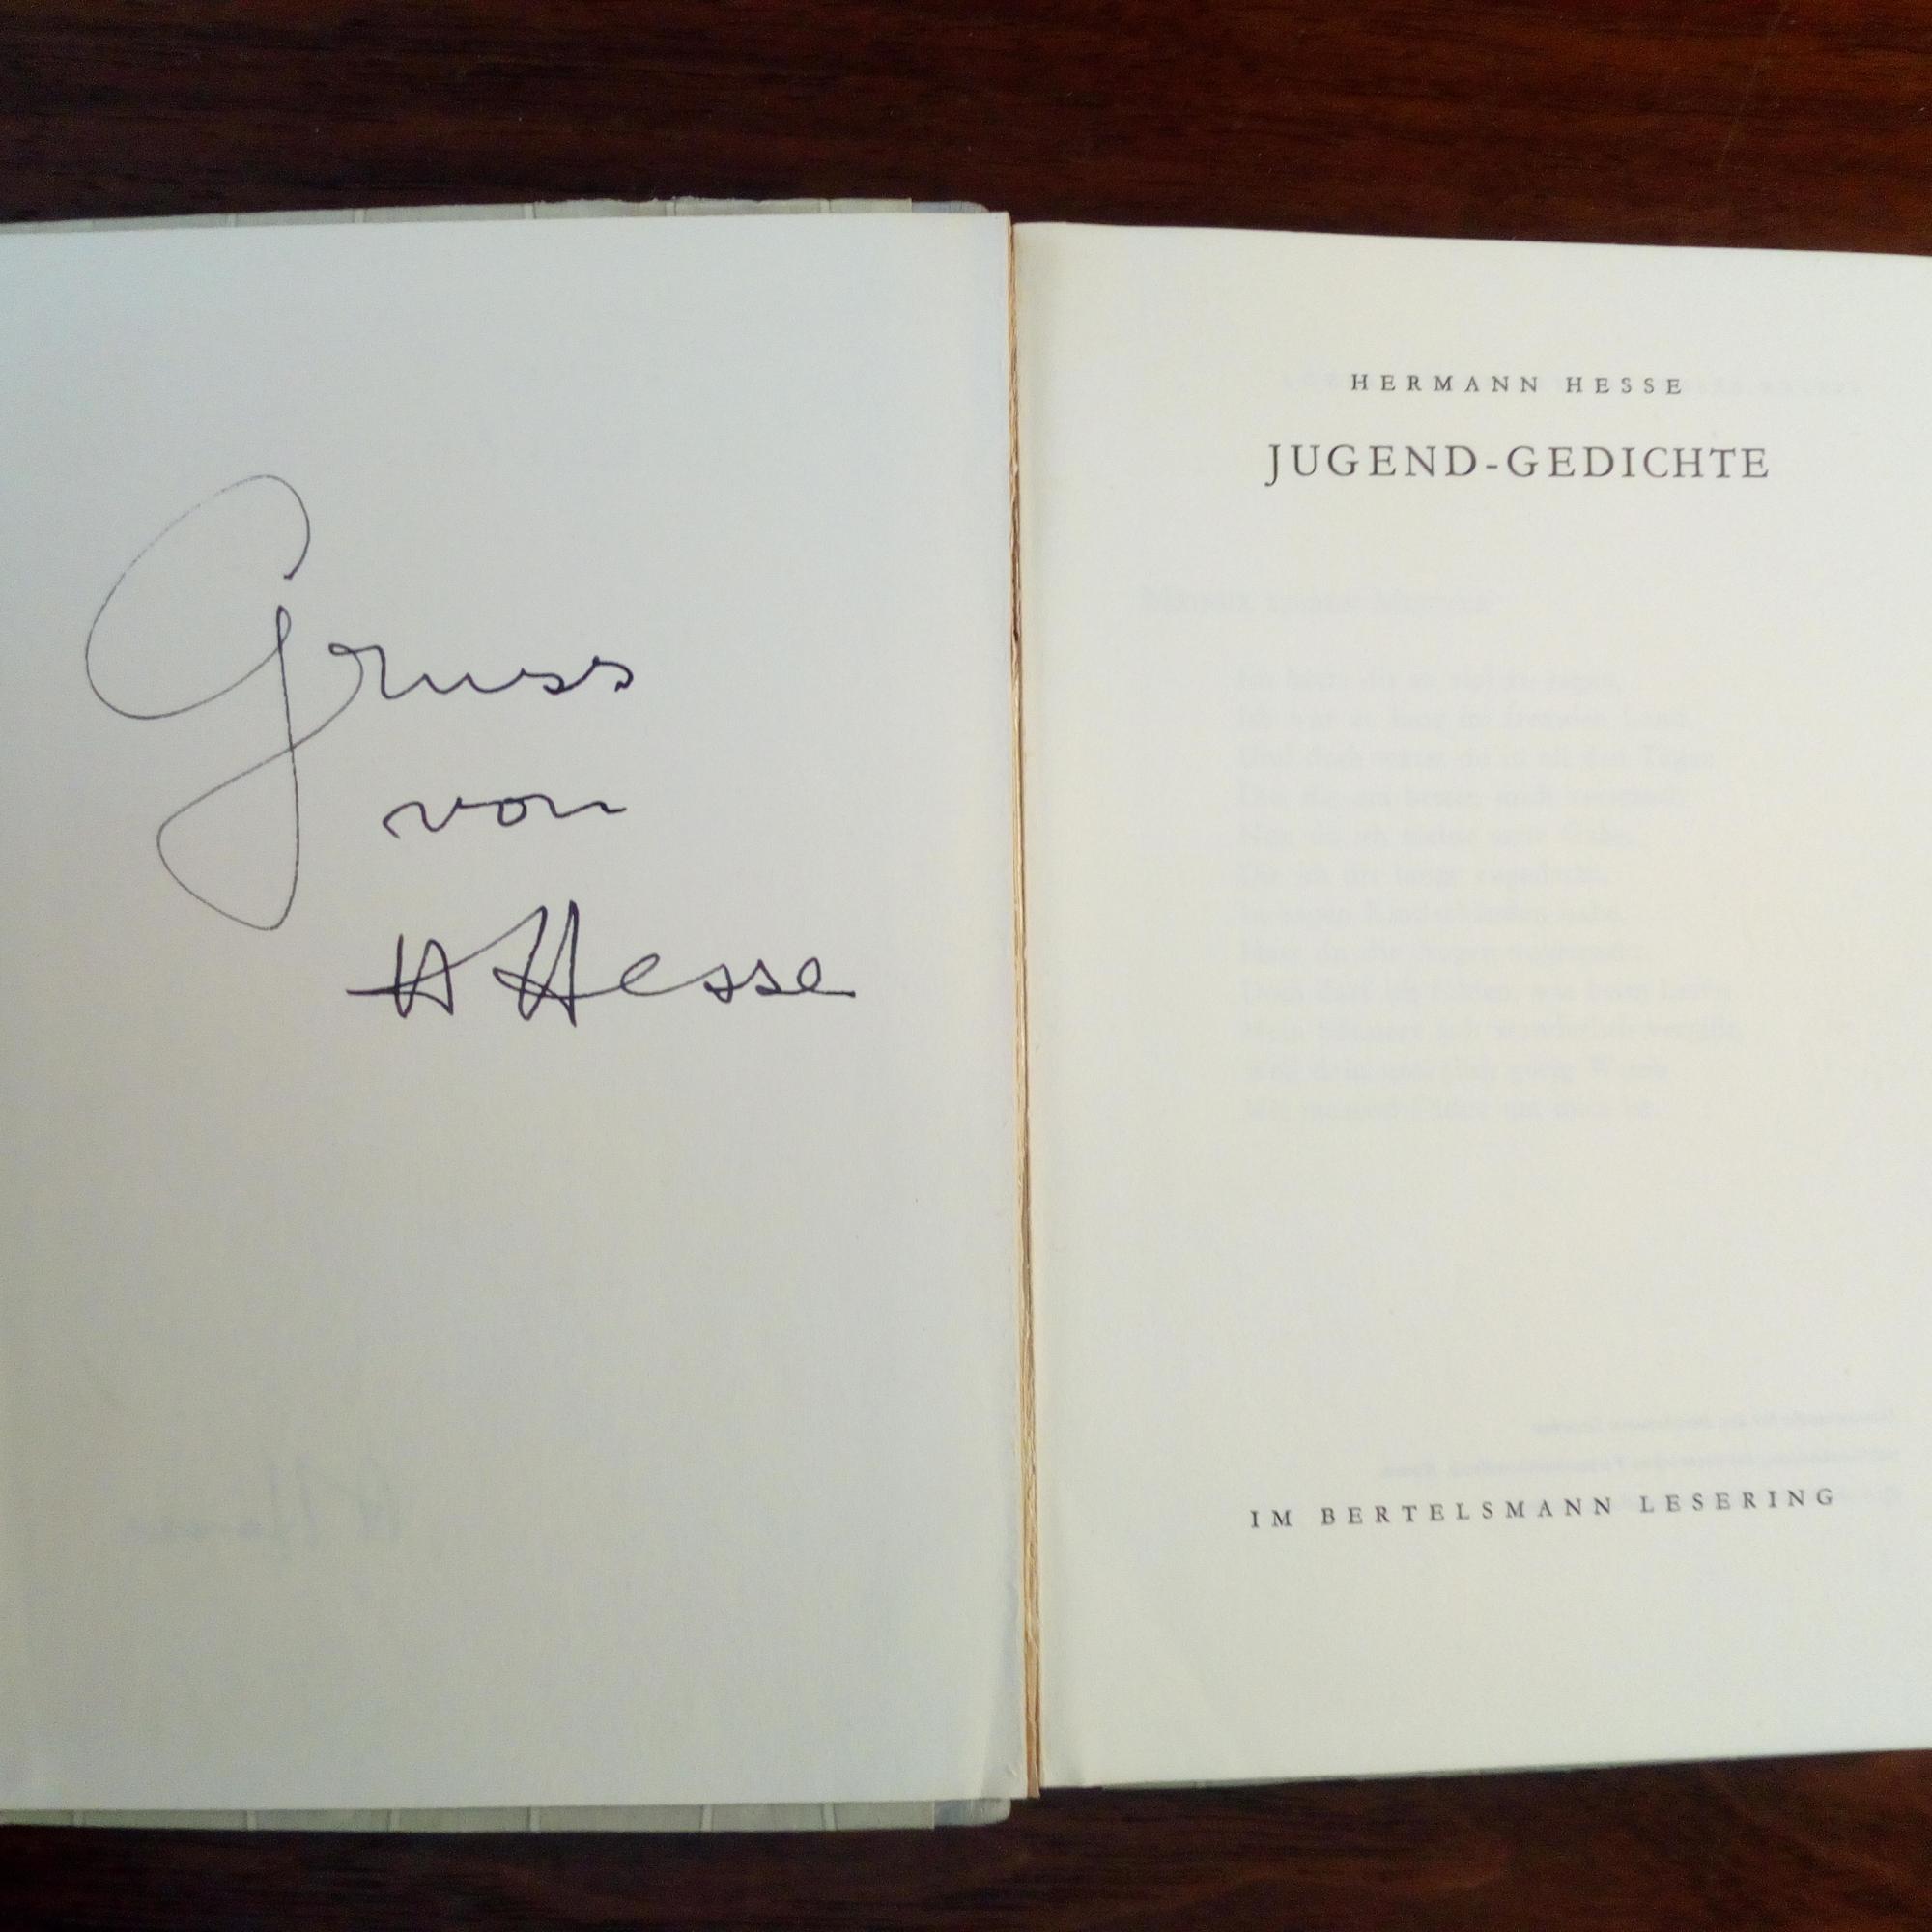 Gruss
von
H Hesse
HERMANN HESSE
JUGEND-GEDICHTE
IM BERTELSMANN LESERING